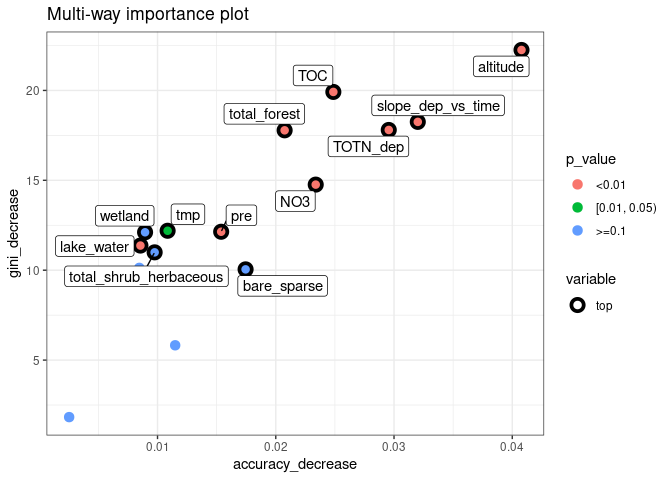 Multi-way importance plot
gini_decrease
20
15
10
5
altitude
TOC
slope_dep_vs_time
total_forest
TOTN_dep
NO3
wetland
tmp
pre
lake_water
total_shrub_herbaceous
bare_sparse
0.01
0.02
0.03
0.04
accuracy_decrease
p_value
<0.01
[0.01, 0.05)
>=0.1
variable
top